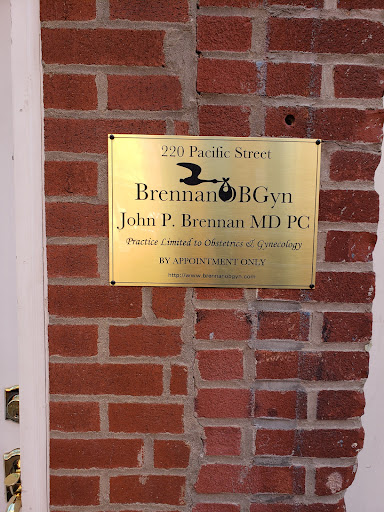 220 Pacific Street
BrennanOBGyn
John P. Brennan MD PC
Practice Limited to Obstetrics & Gynecology
BY APPOINTMENT ONLY
http://www.brennanobgyn.com